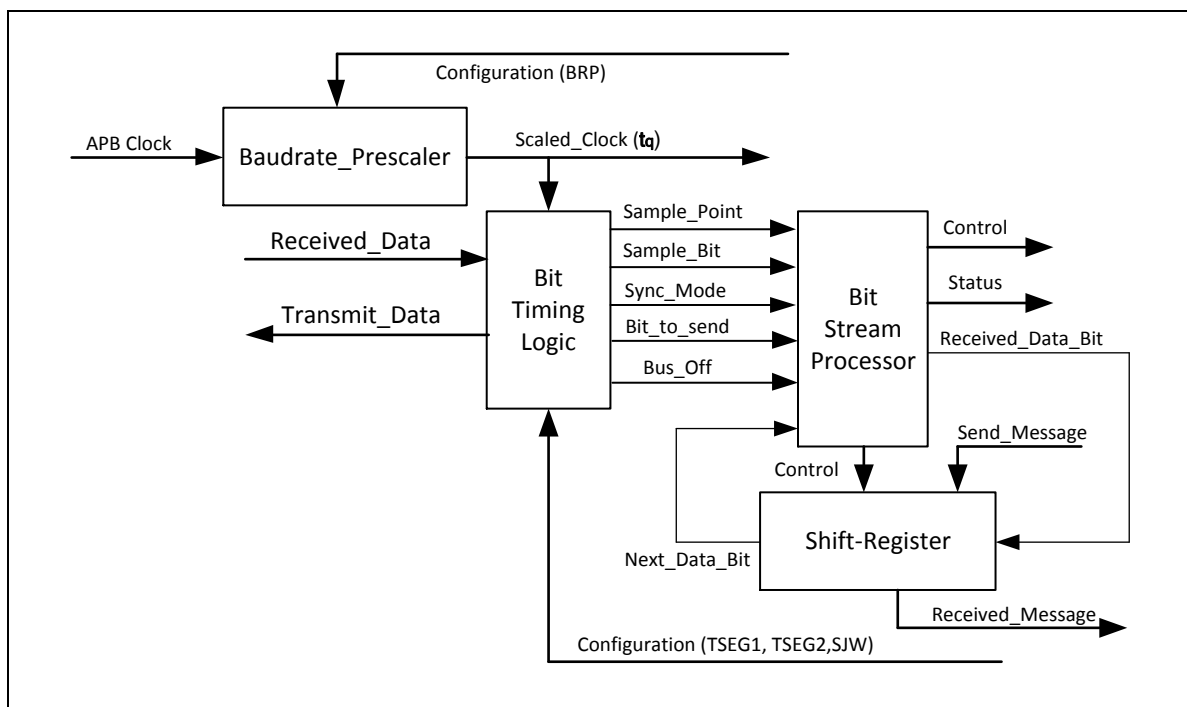 Configuration (BRP)
APB Clock
Baudrate_Prescaler
Scaled_Clock (tq)
Received_Data
Transmit_Data
Bit
Timing
Logic
Sample_Point
Sample_Bit
Sync_Mode
Bit_to_send
Bus_Off
Bit
Stream
Processor
Control
Status
Received_Data_Bit
Send_Message
Control
Shift-Register
Next_Data_Bit
Received_Message
Configuration (TSEG1, TSEG2,SJW)